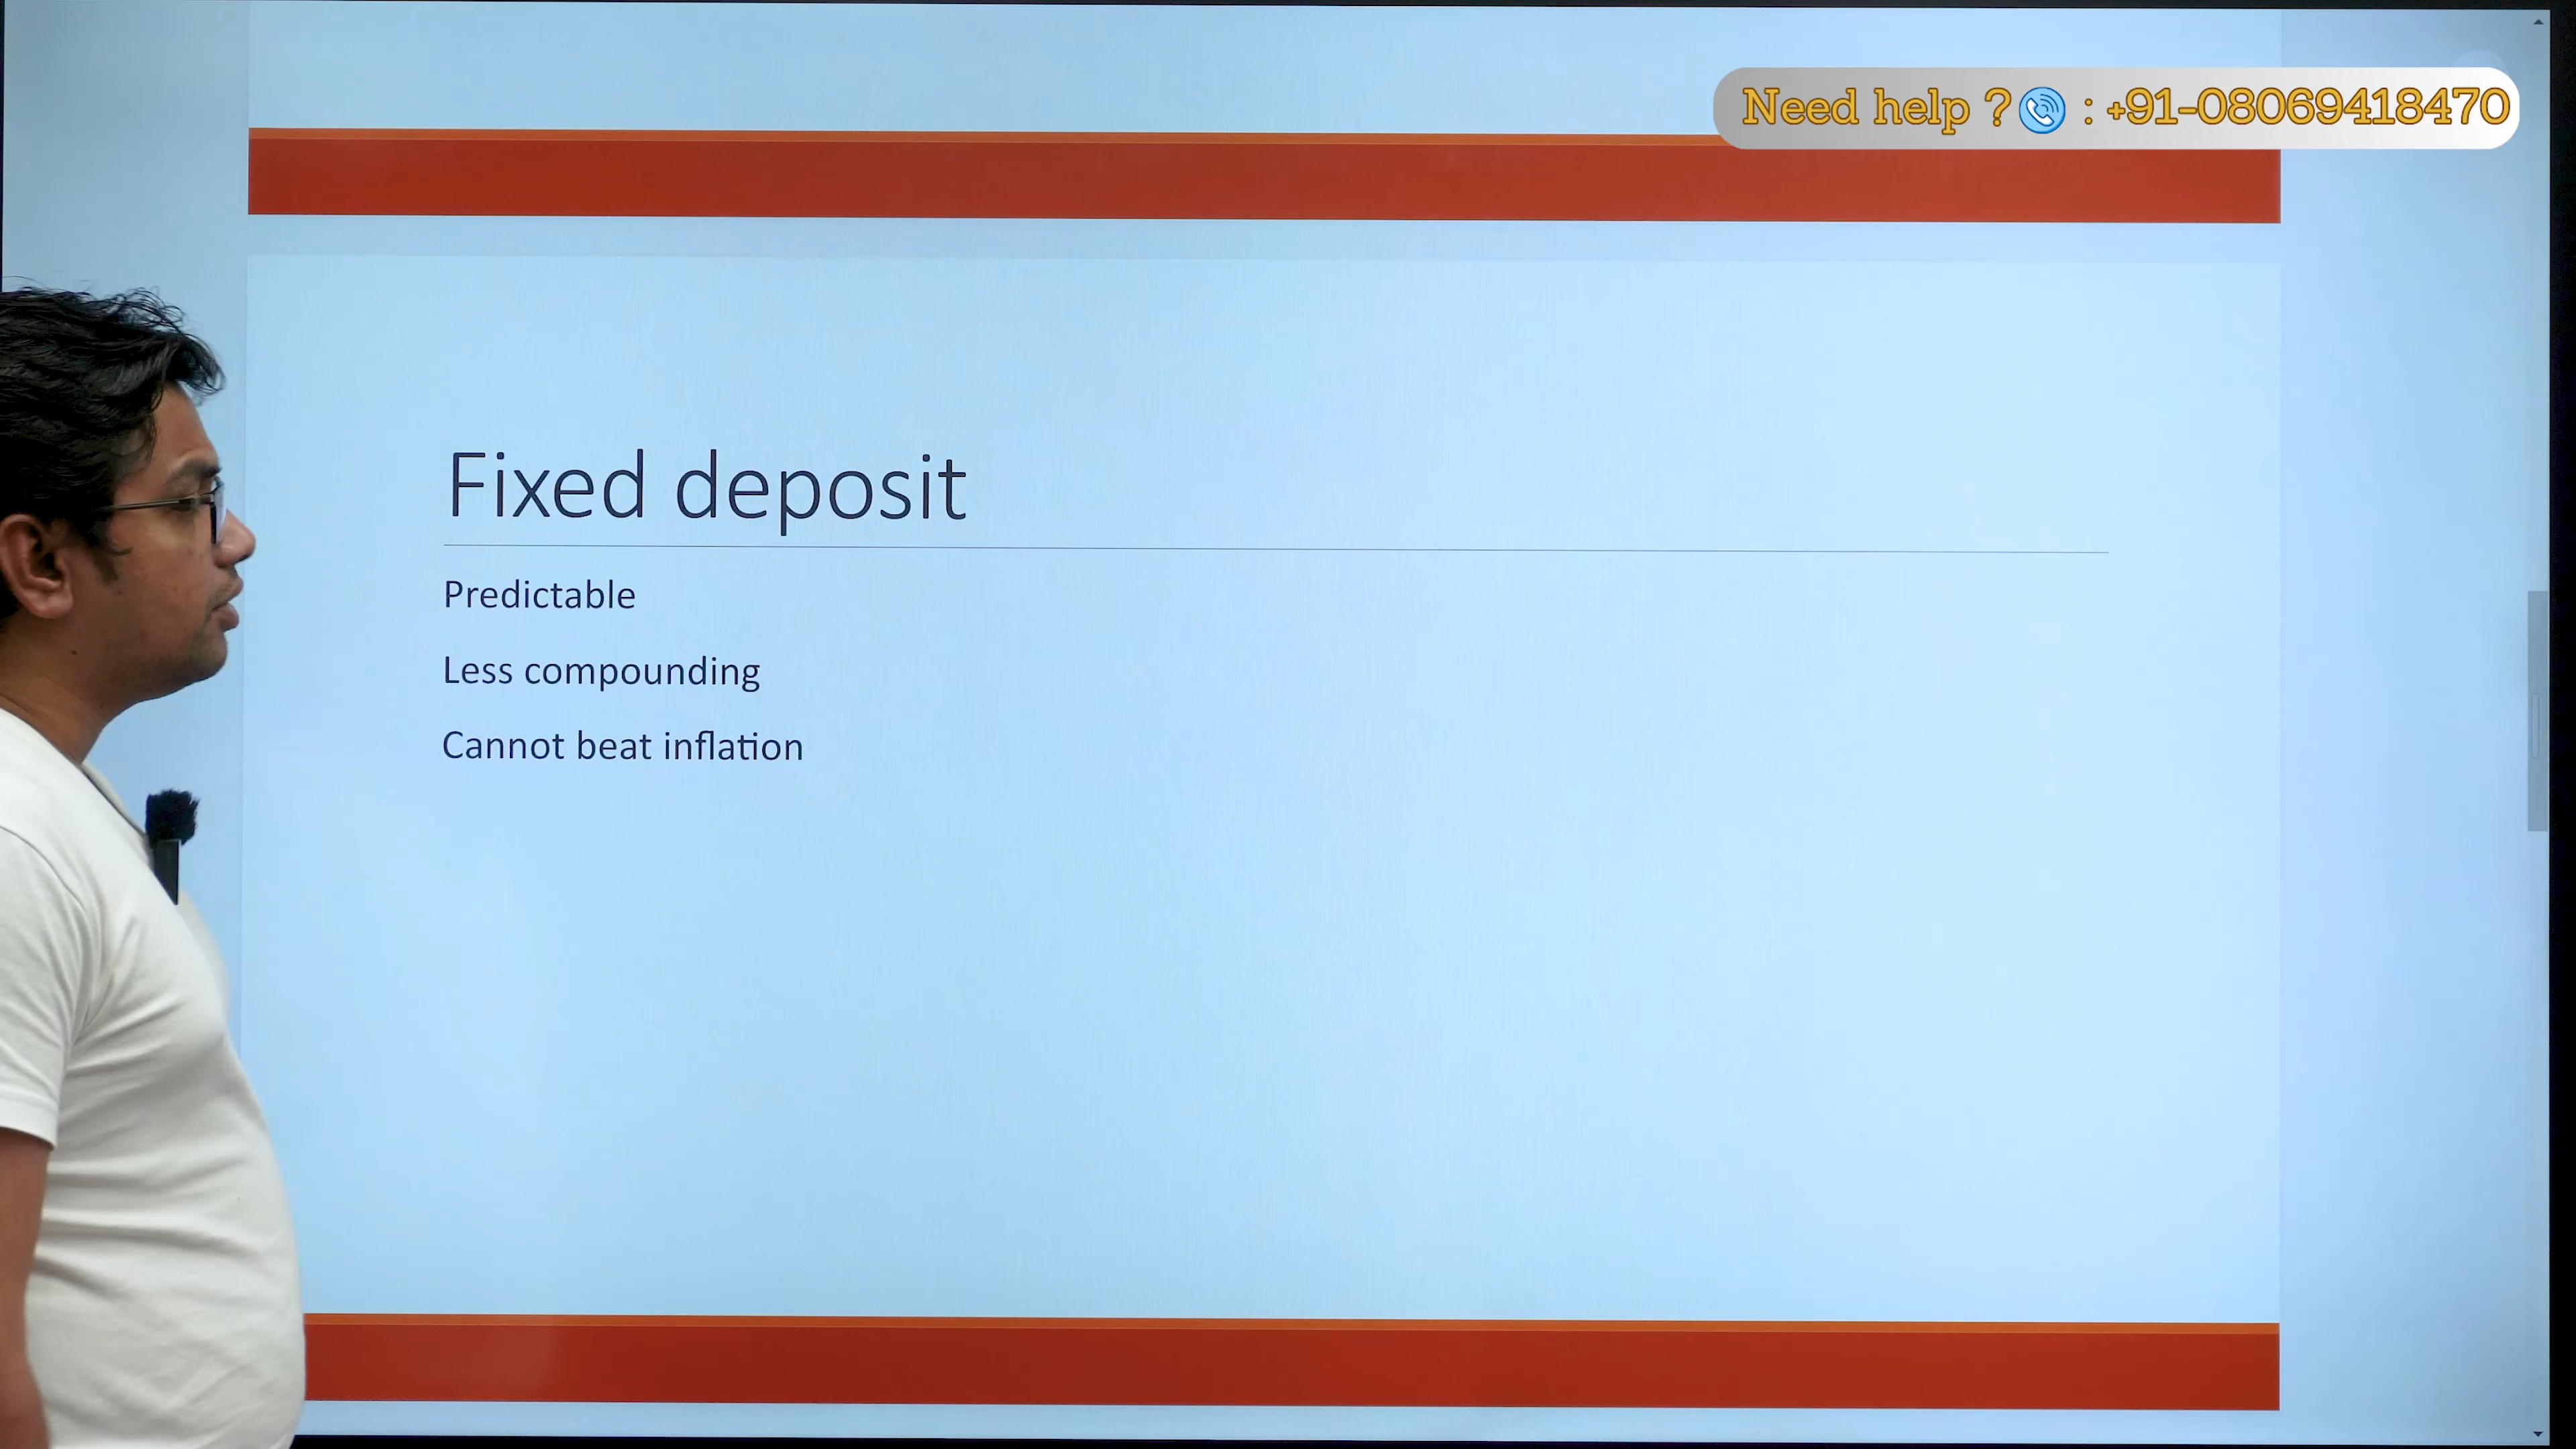 Need help ? : +91-08069418470
Fixed deposit
Predictable
Less compounding
Cannot beat inflation